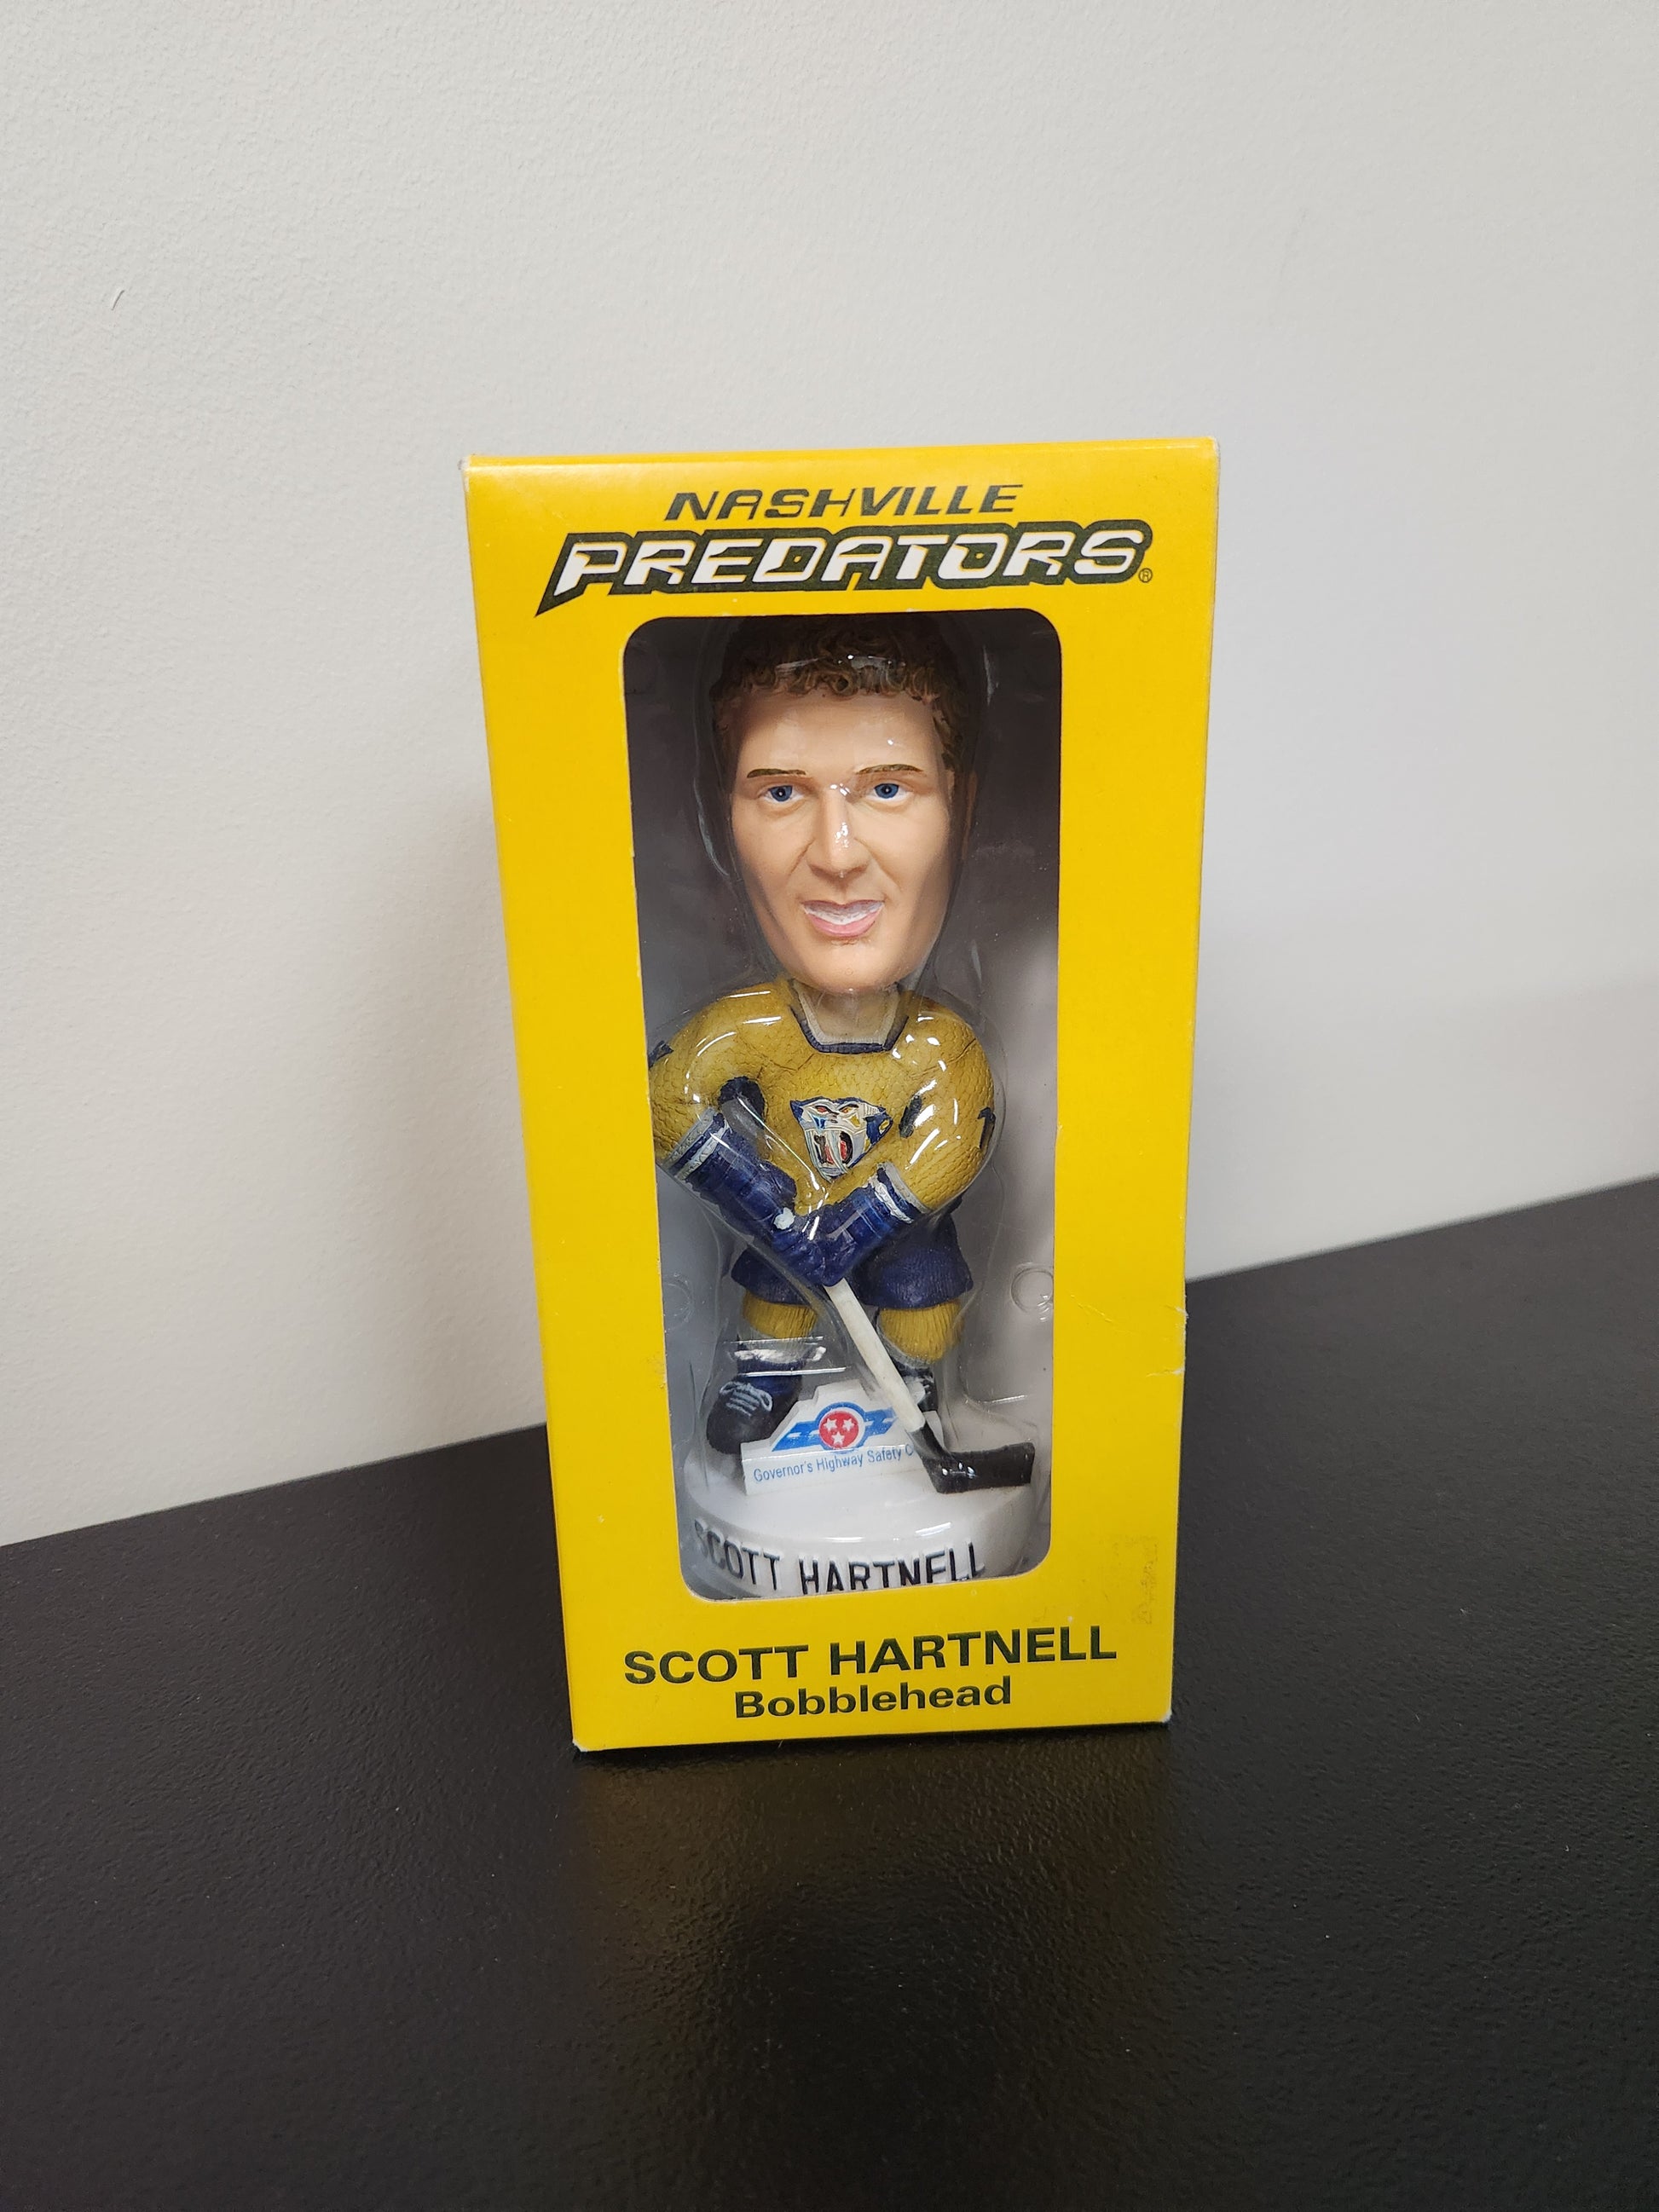 NASHVILLE
PREDATORS®
Governor's Highway Safety
SCOTT HARTNELL
SCOTT HARTNELL
Bobblehead